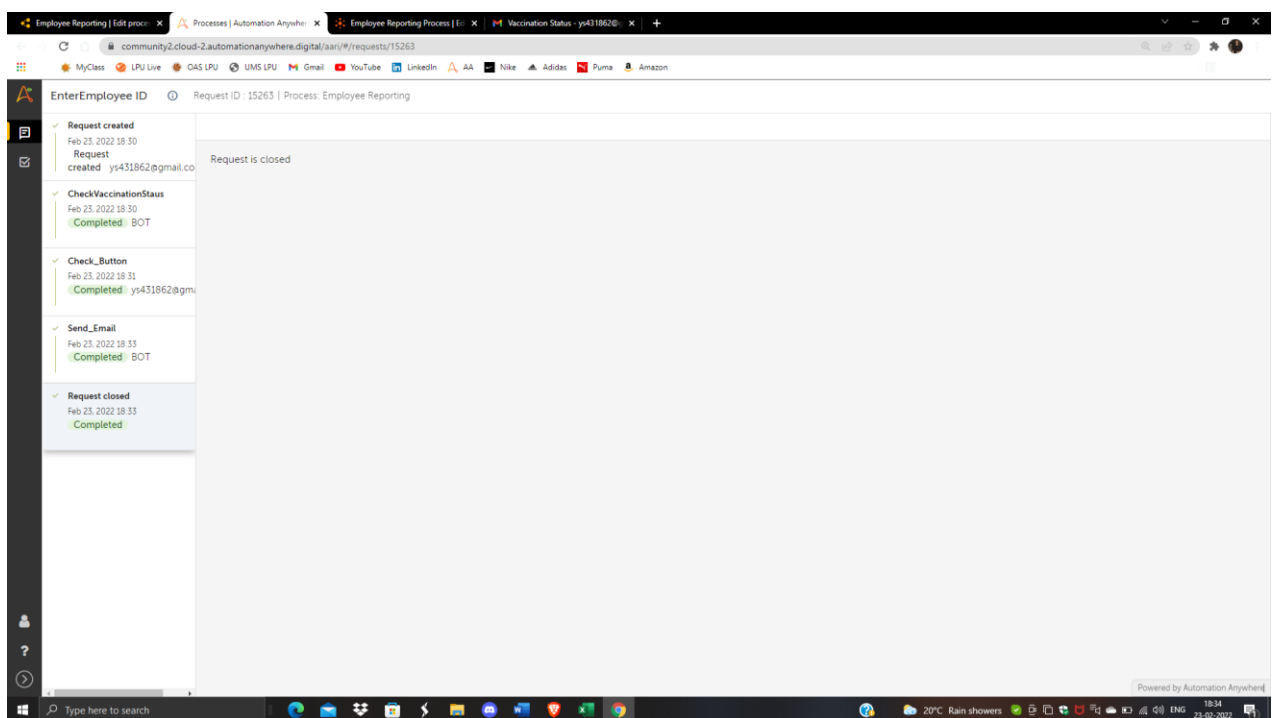 Employee Reporting | Edit proce
Processes | Automation Anywhe
Employee Reporting Process | Ed
Vaccination Status - ys431862@g
community2.cloud-2.automationanywhere.digital/aari/#/requests/15263
MyClass
LPU Live
OAS LPU
UMS LPU
Gmail
YouTube
LinkedIn
AA
Nike
Adidas
Puma
Amazon
EnterEmployee ID
Request ID : 15263 | Process: Employee Reporting
Request created
Feb 23, 2022 18:30
Request
created ys431862@gmail.co
CheckVaccinationStaus
Feb 23, 2022 18:30
Completed BOT
Check_Button
Feb 23, 2022 18:31
Completed ys431862@gma
Send_Email
Feb 23, 2022 18:33
Completed BOT
Request closed
Feb 23, 2022 18:33
Completed
Request is closed
Powered by Automation Anywhere
Type here to search
20°C Rain showers
ENG
18:34
23-02-2022